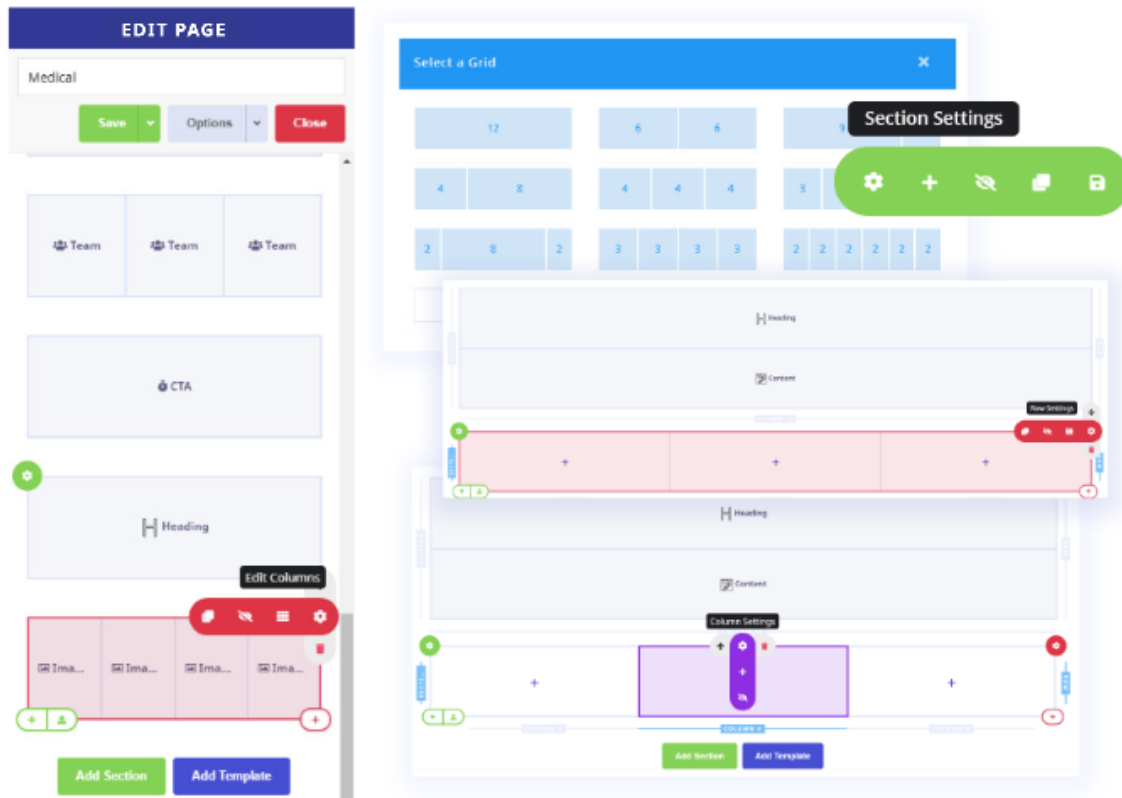 EDIT PAGE
Medical
Save
Options
Close
Team
Team
Team
CTA
Heading
Edit Columns
Ima...
Ima...
Ima...
Ima...
Add Section
Add Template
Select a Grid
12
6 6
9
4 8
4 4 4
3
2 8 2
3 3 3 3
2 2 2 2 2 2
Section Settings
Heading
Content
Row Settings
Heading
Content
Column Settings
Add Section
Add Template